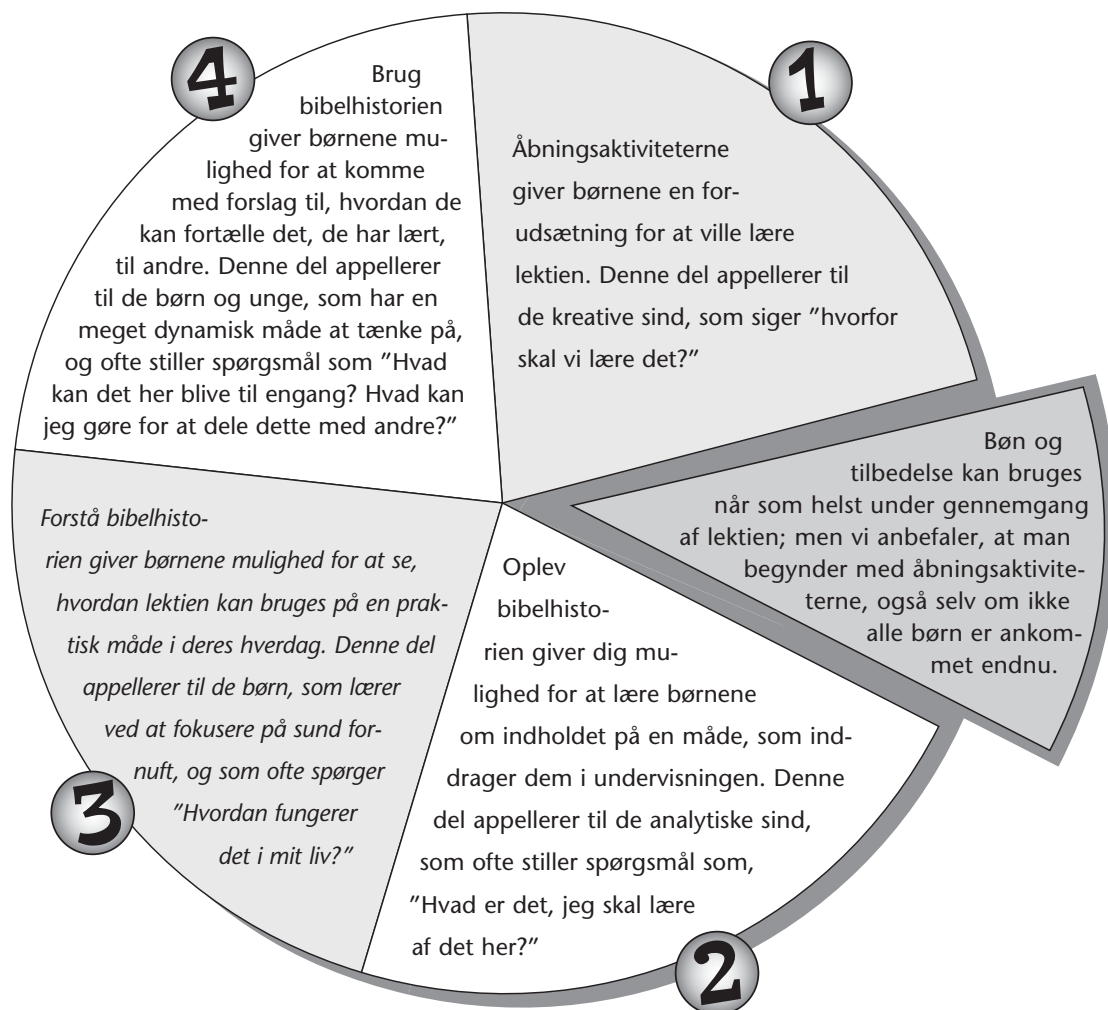 1
Åbningsaktiviteterne
giver børnene en for-
udsætning for at ville lære
lektien. Denne del appellerer til
de kreative sind, som siger ”hvorfor
skal vi lære det?”
Bøn og
tilbedelse kan bruges
når som helst under gennemgang
af lektien; men vi anbefaler, at man
begynder med åbningsaktivite-
terne, også selv om ikke
alle børn er ankom-
met endnu.
2
Oplev
bibelhisto-
rien giver dig mu-
lighed for at lære børnene
om indholdet på en måde, som ind-
drager dem i undervisningen. Denne
del appellerer til de analytiske sind,
som ofte stiller spørgsmål som,
”Hvad er det, jeg skal lære
af det her?”
3
Forstå bibelhisto-
rien giver børnene mulighed for at se,
hvordan lektien kan bruges på en prak-
tisk måde i deres hverdag. Denne del
appellerer til de børn, som lærer
ved at fokusere på sund for-
nuft, og som ofte spørger
”Hvordan fungerer
det i mit liv?”
4
Brug
bibelhistorien
giver børnene mu-
lighed for at komme
med forslag til, hvordan de
kan fortælle det, de har lært,
til andre. Denne del appellerer
til de børn og unge, som har en
meget dynamisk måde at tænke på,
og ofte stiller spørgsmål som ”Hvad
kan det her blive til engang? Hvad kan
jeg gøre for at dele dette med andre?”